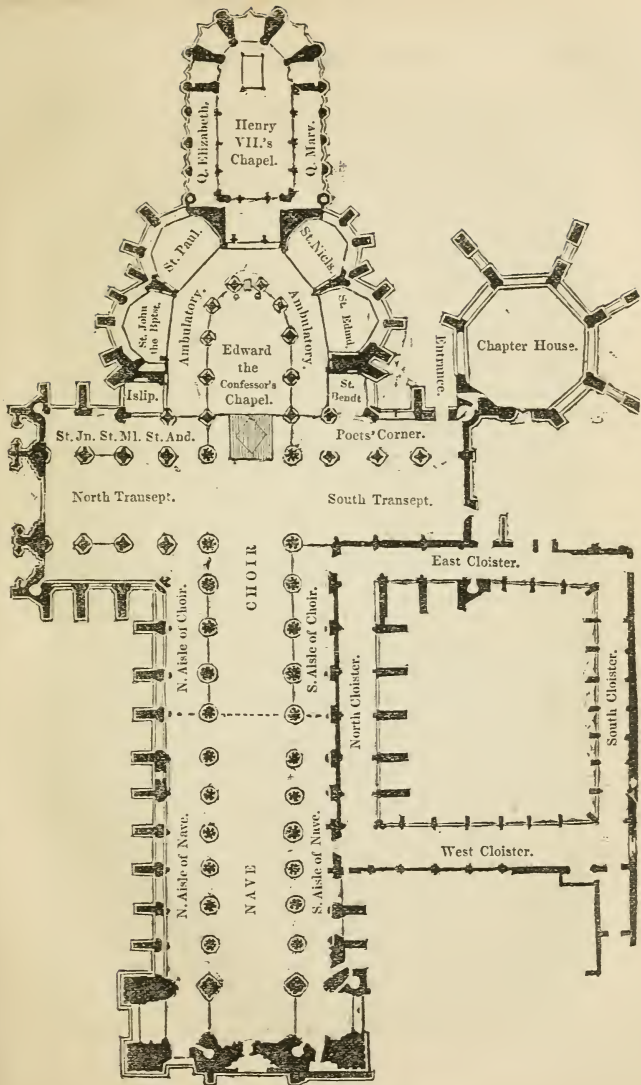 Q. Elizabeth.
Henry
VII.'s
Chapel.
Q. Mary.
St. Paul.
St. Nicls.
St. John
the Bptst.
Ambulatory.
Ambulatory.
St. Edmd.
Islip.
Edward
the
Confessor's
Chapel.
St.
Bendt
Entrance.
Chapter House.
St. Jn. St. Ml. St. And.
Poets' Corner.
North Transept.
South Transept.
CHOIR
East Cloister.
N. Aisle of Choir.
S. Aisle of Choir.
North Cloister.
South Cloister.
N. Aisle of Nave.
NAVE
S. Aisle of Nave.
West Cloister.